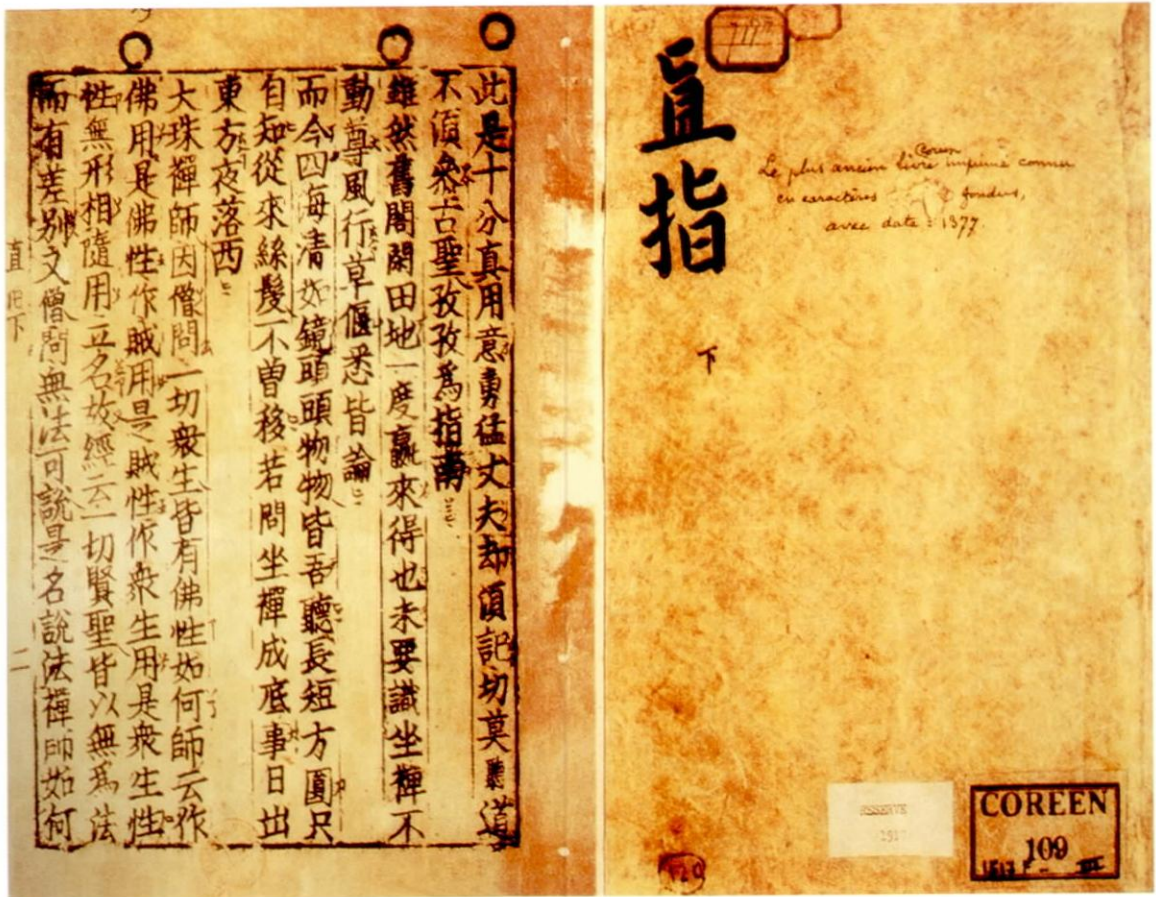 此是十分真用意勇猛丈夫却湏記切莫聽道
不湏衆古聖孜孜爲指南
雖然舊閣閑田地一度贏來得也未要識坐禪不
動尊風行草偃悉皆論
而今四海清如鏡頭頭物物皆吾聽長短方圓只
自知從來絲髮不曾移若問坐禪成底事日出
東方夜落西
大珠禪師因僧問一切衆生皆有佛性如何師云作
佛用是佛性作賊用是賊性作衆生用是衆生性
性無形相隨用立名故經云一切賢聖皆以無爲法
而有差別又僧問無法可說是名說法禪師如何
直指下 二
直指
下
Le plus ancien livre coréen imprimé connu
en caractères fondus,
avec date : 1377
RESERVE
COREEN
109